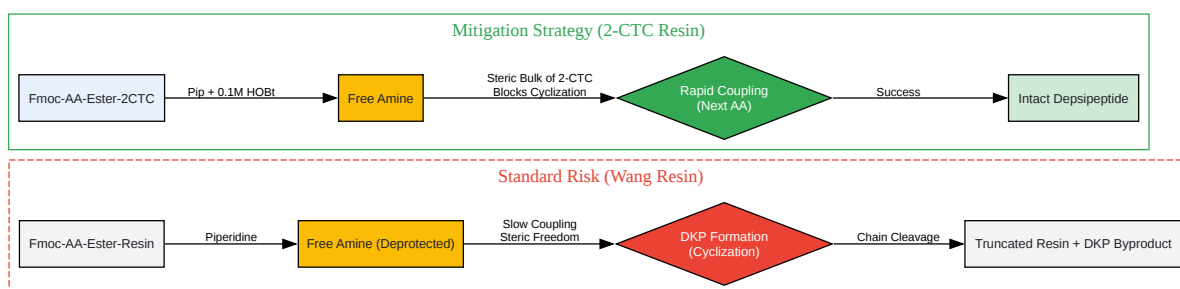 Mitigation Strategy (2-CTC Resin)
Fmoc-AA-Ester-2CTC
Pip + 0.1M HOBt
Free Amine
Steric Bulk of 2-CTC
Blocks Cyclization
Rapid Coupling
(Next AA)
Success
Intact Depsipeptide
Standard Risk (Wang Resin)
Fmoc-AA-Ester-Resin
Piperidine
Free Amine (Deprotected)
Slow Coupling
Steric Freedom
DKP Formation
(Cyclization)
Chain Cleavage
Truncated Resin + DKP Byproduct